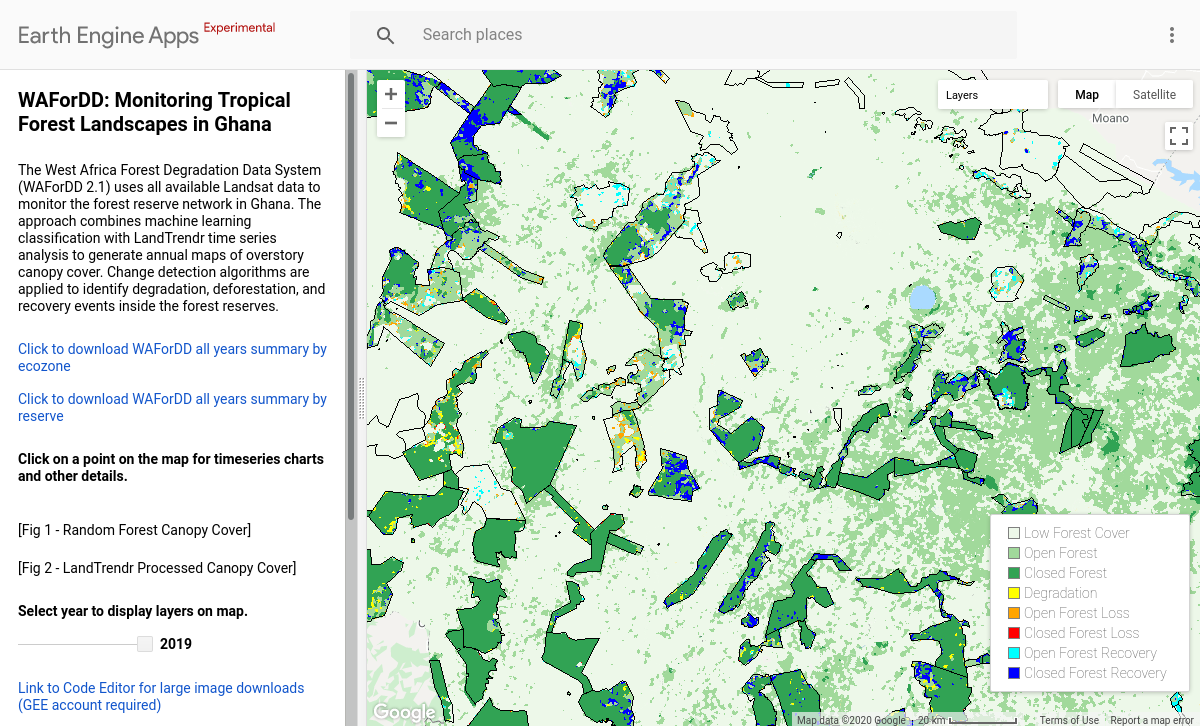 Earth Engine Apps Experimental
Search places
WAForDD: Monitoring Tropical
Forest Landscapes in Ghana
The West Africa Forest Degradation Data System
(WAForDD 2.1) uses all available Landsat data to
monitor the forest reserve network in Ghana. The
approach combines machine learning
classification with LandTrendr time series
analysis to generate annual maps of overstory
canopy cover. Change detection algorithms are
applied to identify degradation, deforestation, and
recovery events inside the forest reserves.
Click to download WAForDD all years summary by
ecozone
Click to download WAForDD all years summary by
reserve
Click on a point on the map for timeseries charts
and other details.
[Fig 1 - Random Forest Canopy Cover]
[Fig 2 - LandTrendr Processed Canopy Cover]
Select year to display layers on map.
2019
Link to Code Editor for large image downloads
(GEE account required)
+
−
Layers
Map
Satellite
Moano
Low Forest Cover
Open Forest
Closed Forest
Degradation
Open Forest Loss
Closed Forest Loss
Open Forest Recovery
Closed Forest Recovery
Google
Map data ©2020 Google
20 km
Terms of Use
Report a map error